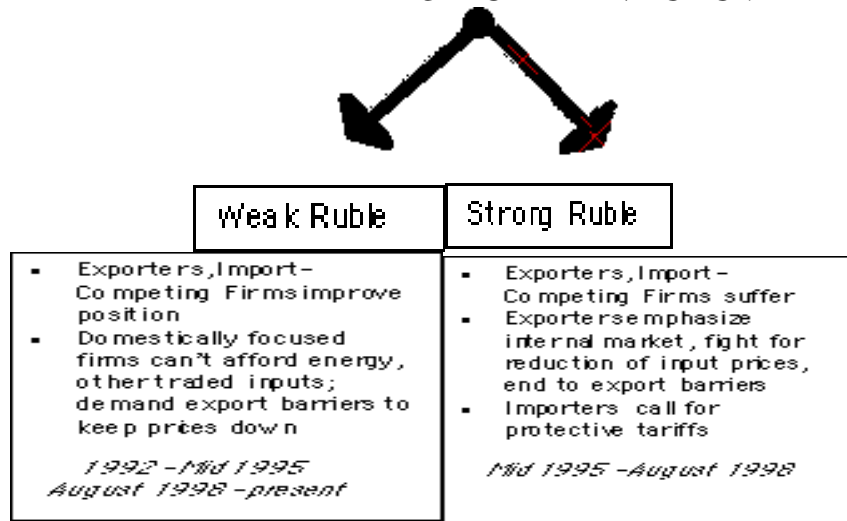 Weak Ruble
Strong Ruble
▪ Exporters, Import–
Competing Firms improve
position
▪ Domestically focused
firms can't afford energy,
other traded inputs;
demand export barriers to
keep prices down
1992 –Mid 1995
August 1998 –present
▪ Exporters, Import–
Competing Firms suffer
▪ Exporters emphasize
internal market, fight for
reduction of input prices,
end to export barriers
▪ Importers call for
protective tariffs
Mid 1995 –August 1998